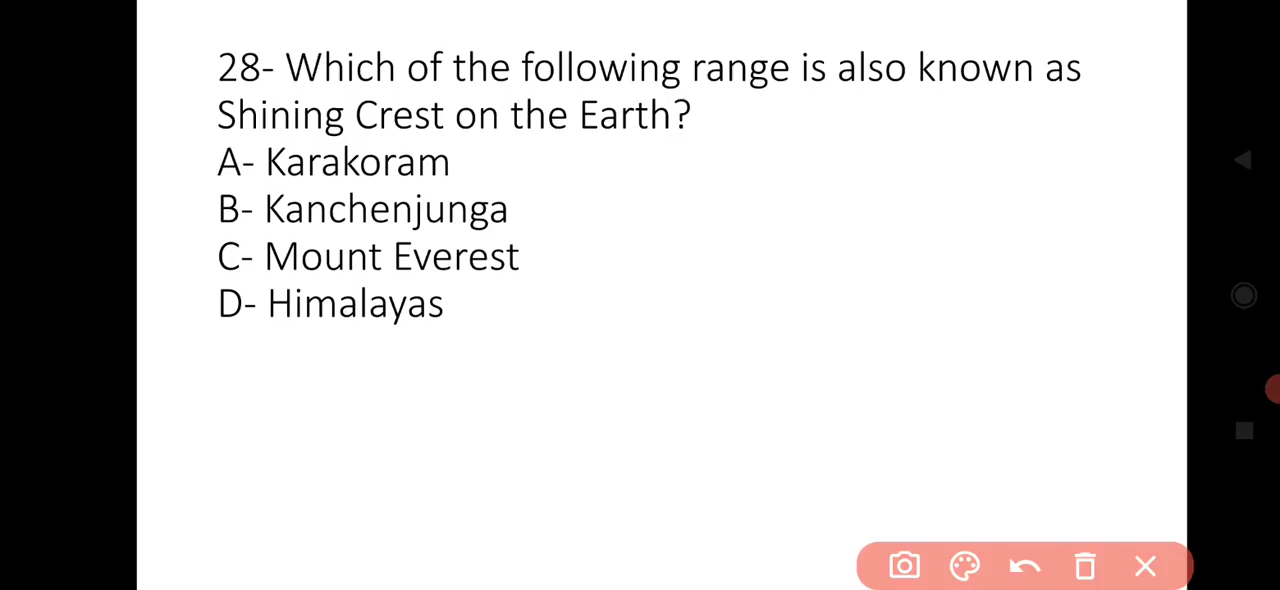 28- Which of the following range is also known as
Shining Crest on the Earth?
A- Karakoram
B- Kanchenjunga
C- Mount Everest
D- Himalayas